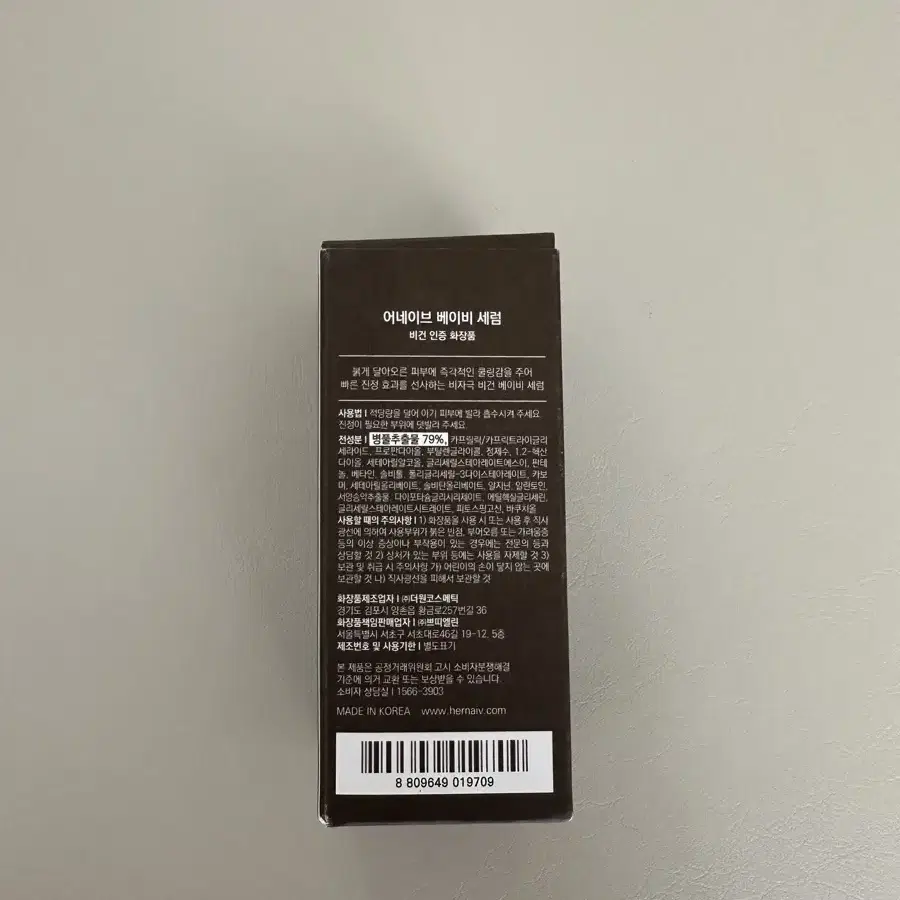 어네이브 베이비 세럼
비건 인증 화장품
붉게 달아오른 피부에 즉각적인 쿨링감을 주어
빠른 진정 효과를 선사하는 비자극 비건 베이비 세럼
사용법 | 적당량을 덜어 아기 피부에 발라 흡수시켜 주세요.
진정이 필요한 부위에 덧발라 주세요.
전성분 | 병풀추출물 79%, 카프릴릭/카프릭트라이글리
세라이드, 프로판다이올, 부틸렌글라이콜, 정제수, 1,2-헥산
다이올, 세테아릴알코올, 글리세릴스테아레이트에스이, 판테
놀, 베타인, 솔비톨, 폴리글리세릴-3다이스테아레이트, 카보
머, 세테아릴올리베이트, 솔비탄올리베이트, 알지닌, 알란토인,
서양송악추출물, 다이포타슘글리시리제이트, 에틸헥실글리세린,
글리세릴스테아레이트시트레이트, 피토스핑고신, 바쿠치올
사용할 때의 주의사항 | 1) 화장품을 사용 시 또는 사용 후 직사
광선에 의하여 사용부위가 붉은 반점, 부어오름 또는 가려움증
등의 이상 증상이나 부작용이 있는 경우에는 전문의 등과
상담할 것 2) 상처가 있는 부위 등에는 사용을 자제할 것 3)
보관 및 취급 시 주의사항 가) 어린이의 손이 닿지 않는 곳에
보관할 것 나) 직사광선을 피해서 보관할 것
화장품제조업자 | ㈜더원코스메틱
경기도 김포시 양촌읍 황금로257번길 36
화장품책임판매업자 | ㈜쁘띠엘린
서울특별시 서초구 서초대로46길 19-12, 5층
제조번호 및 사용기한 | 별도표기
본 제품은 공정거래위원회 고시 소비자분쟁해결
기준에 의거 교환 또는 보상받을 수 있습니다.
소비자 상담실 | 1566-3903
MADE IN KOREA www.hernaiv.com
8 809649 019709